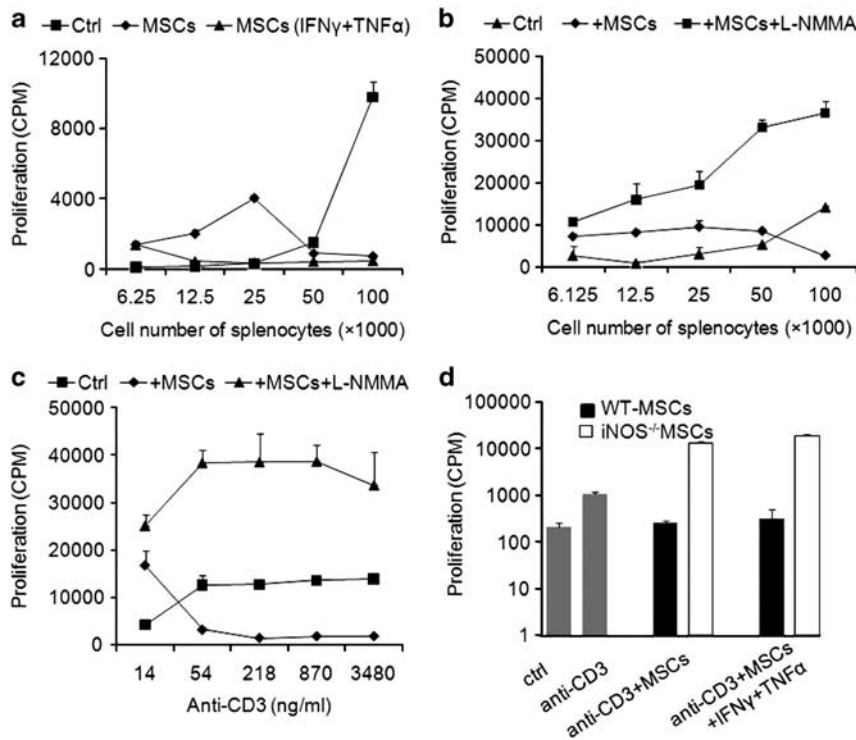 a
Ctrl MSCs MSCs (IFNγ+TNFα)
Proliferation (CPM)
12000
8000
4000
0
6.25 12.5 25 50 100
Cell number of splenocytes (×1000)
b
Ctrl +MSCs +MSCs+L-NMMA
Proliferation (CPM)
50000
40000
30000
20000
10000
0
6.125 12.5 25 50 100
Cell number of splenocytes (×1000)
c
Ctrl +MSCs +MSCs+L-NMMA
Proliferation (CPM)
50000
40000
30000
20000
10000
0
14 54 218 870 3480
Anti-CD3 (ng/ml)
d
WT-MSCs
iNOS-/-MSCs
Proliferation (CPM)
100000
10000
1000
100
10
1
ctrl
anti-CD3
anti-CD3+MSCs
anti-CD3+MSCs
+IFNγ+TNFα